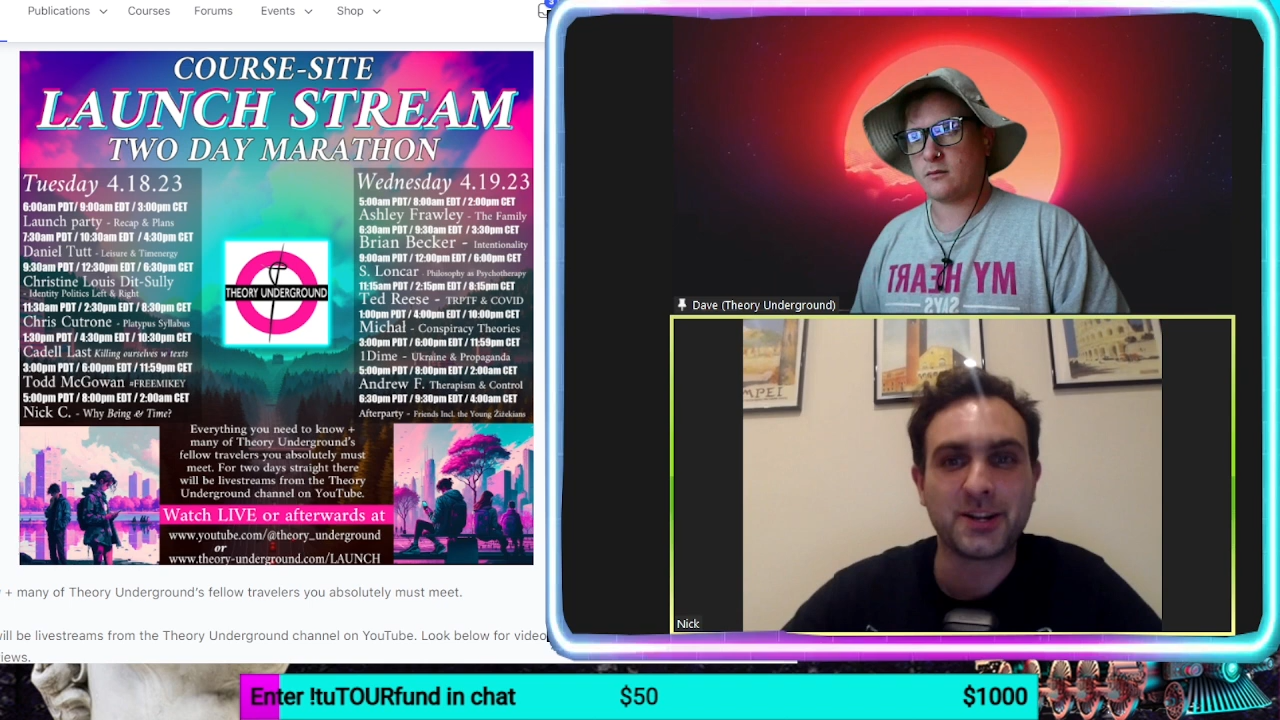 Publications Courses Forums Events Shop
3
COURSE-SITE
LAUNCH STREAM
TWO DAY MARATHON
Tuesday 4.18.23
6:00am PDT/ 9:00am EDT / 3:00pm CET
Launch party - Recap & Plans
7:30am PDT / 10:30am EDT / 4:30pm CET
Daniel Tutt - Leisure & Timenergy
9:30am PDT / 12:30pm EDT / 6:30pm CET
Christine Louis Dit-Sully
- Identity Politics Left & Right
11:30am PDT / 2:30pm EDT / 8:30pm CET
Chris Cutrone - Platypus Syllabus
1:30pm PDT / 4:30pm EDT / 10:30pm CET
Cadell Last Killing ourselves w texts
3:00pm PDT / 6:00pm EDT / 11:59pm CET
Todd McGowan #FREEMIKEY
5:00pm PDT / 8:00pm EDT / 2:00am CET
Nick C. - Why Being & Time?
Wednesday 4.19.23
5:00am PDT/ 8:00am EDT / 2:00pm CET
Ashley Frawley - The Family
6:30am PDT / 9:30am EDT / 3:30pm CET
Brian Becker - Intentionality
9:00am PDT / 12:00pm EDT / 6:00pm CET
S. Loncar - Philosophy as Psychotherapy
11:15am PDT / 2:15pm EDT / 8:15pm CET
Ted Reese - TRPTF & COVID
1:00pm PDT / 4:00pm EDT / 10:00pm CET
Michal - Conspiracy Theories
3:00pm PDT / 6:00pm EDT / 11:59pm CET
1Dime - Ukraine & Propaganda
5:00pm PDT / 8:00pm EDT / 2:00am CET
Andrew F. Therapism & Control
6:30pm PDT / 9:30pm EDT / 4:00am CET
Afterparty - Friends Incl. the Young Žižekians
THEORY UNDERGROUND
Everything you need to know +
many of Theory Underground's
fellow travelers you absolutely must
meet. For two days straight there
will be livestreams from the Theory
Underground channel on YouTube.
Watch LIVE or afterwards at
www.youtube.com/@theory_underground
or
www.theory-underground.com/LAUNCH
+ many of Theory Underground's fellow travelers you absolutely must meet.
will be livestreams from the Theory Underground channel on YouTube. Look below for video
iews.
MY HEART
SAYS
Dave (Theory Underground)
MPEI
Nick
Enter !tuTOURfund in chat $50 $1000